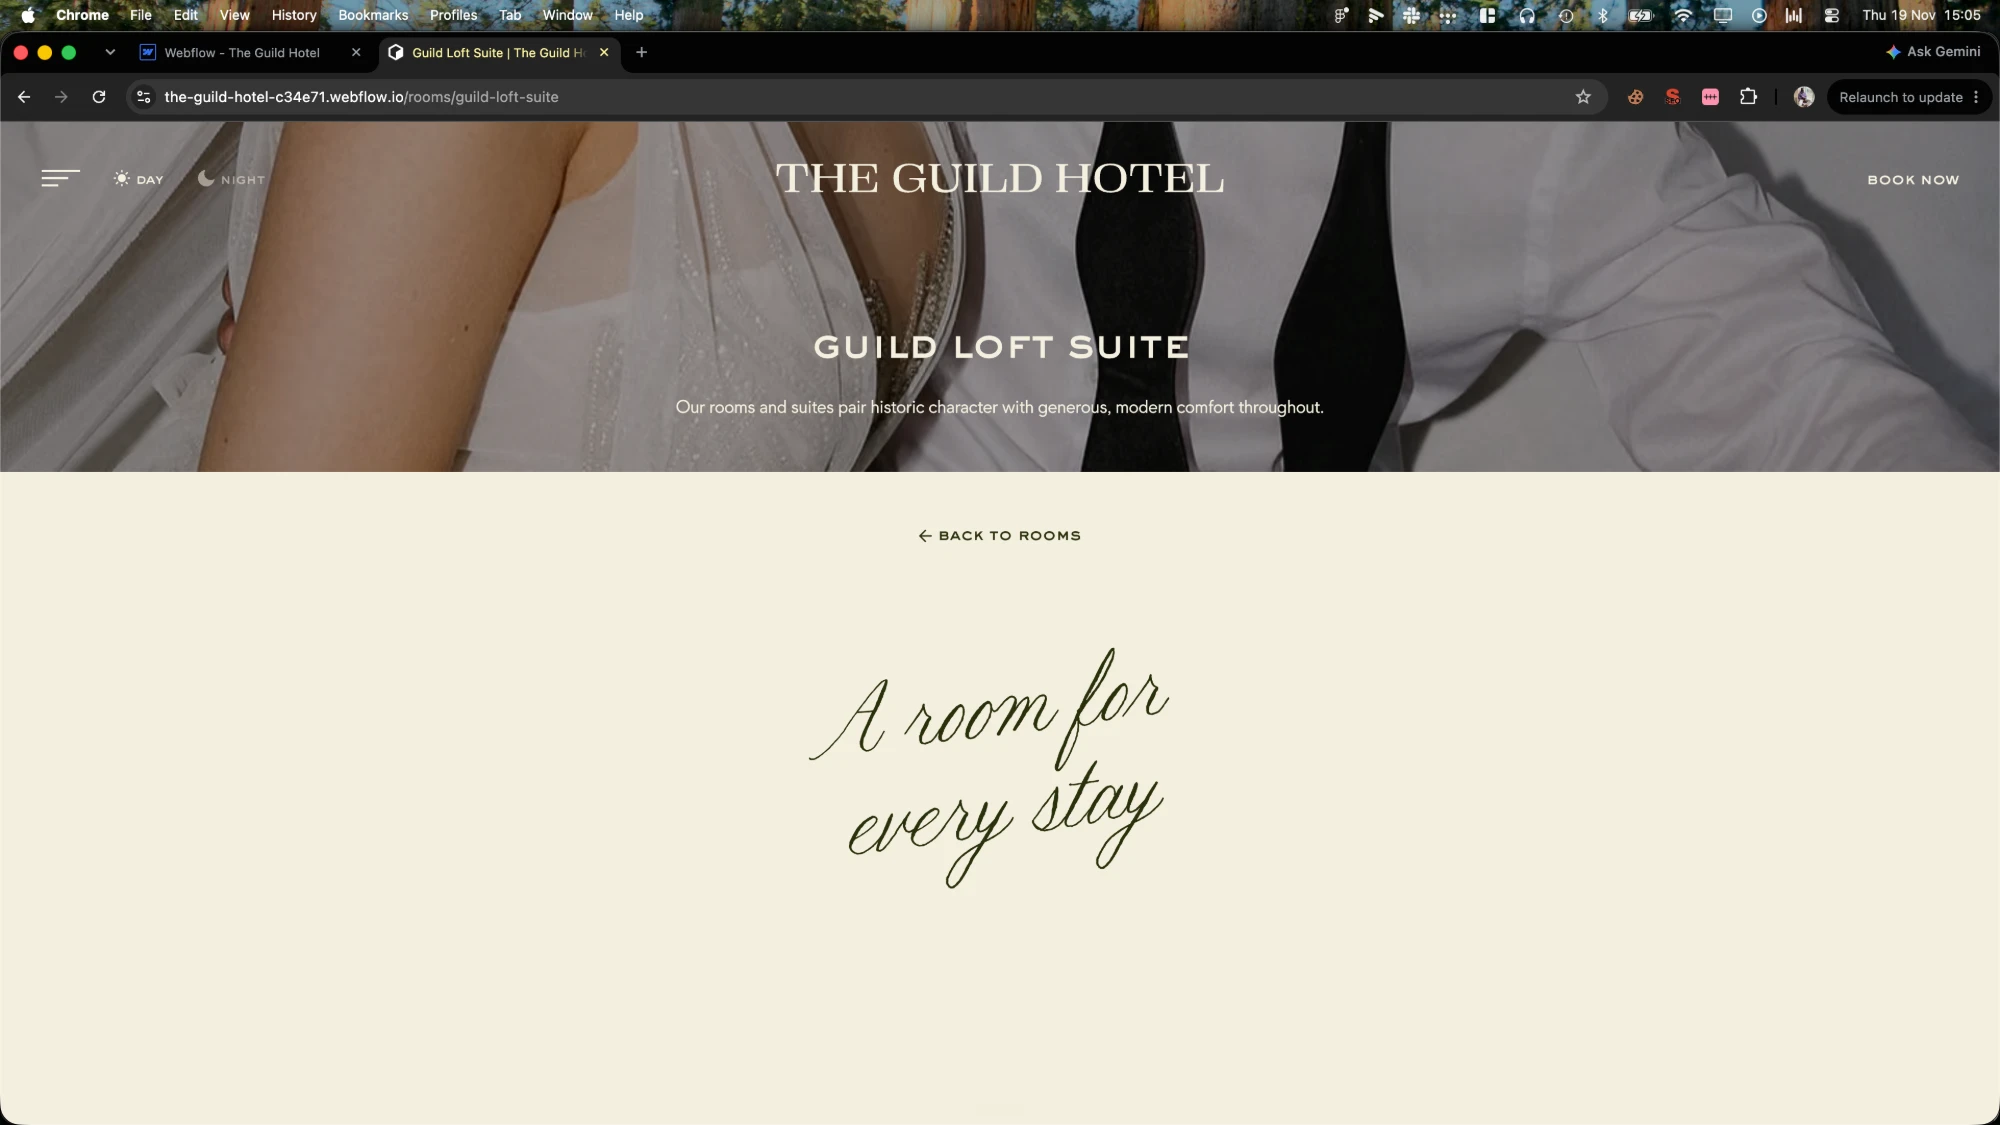 Chrome File Edit View History Bookmarks Profiles Tab Window Help Thu 19 Nov 15:05
Webflow - The Guild Hotel Guild Loft Suite | The Guild Ho Ask Gemini
the-guild-hotel-c34e71.webflow.io/rooms/guild-loft-suite Relaunch to update
DAY NIGHT THE GUILD HOTEL BOOK NOW
GUILD LOFT SUITE
Our rooms and suites pair historic character with generous, modern comfort throughout.
BACK TO ROOMS
A room for
every stay